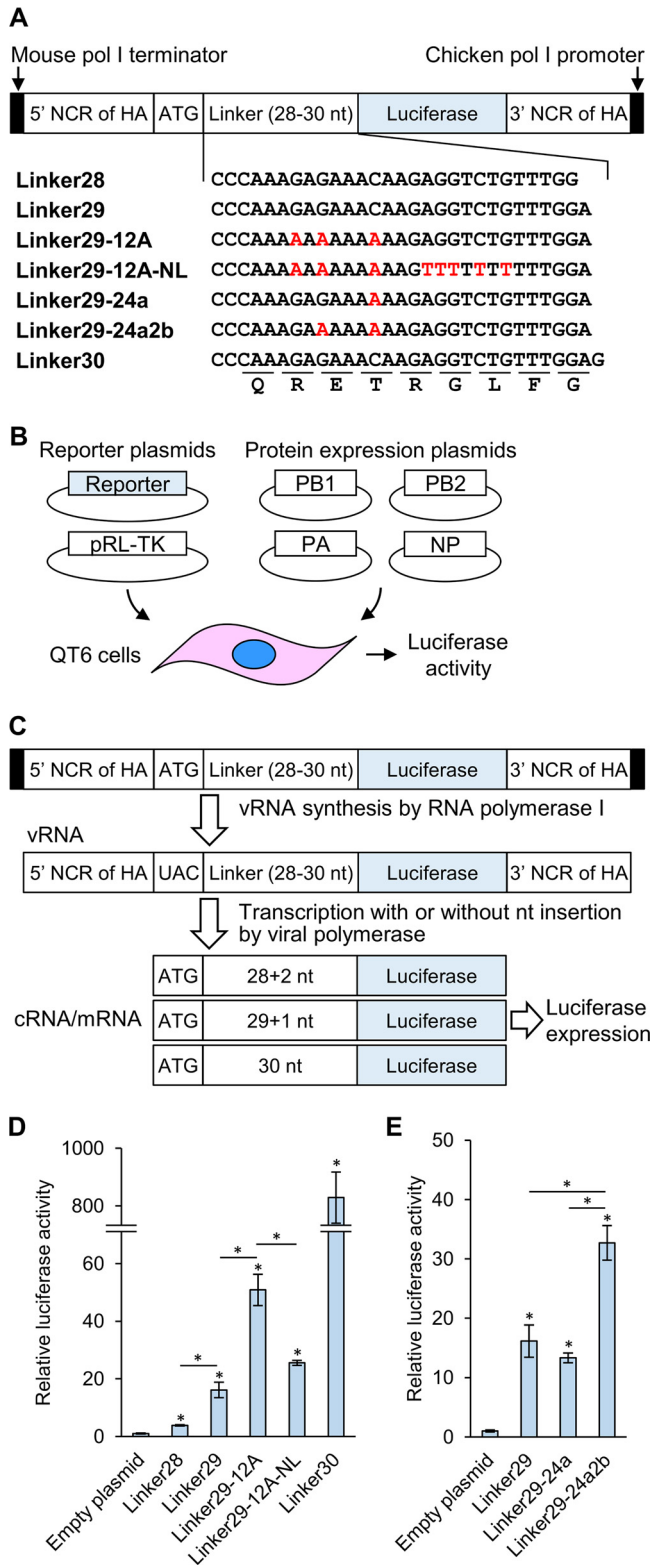 A
Mouse pol I terminator
Chicken pol I promoter
5’ NCR of HA
ATG
Linker (28-30 nt)
Luciferase
3’ NCR of HA
Linker28 CCCAAAGAGAAACAAGAGGTCTGTTTGG
Linker29 CCCAAAGAGAAACAAGAGGTCTGTTTGGA
Linker29-12A CCCAAAAAAAAAAAAGAGGTCTGTTTGGA
Linker29-12A-NL CCCAAAAAAAAAAAAGTTTTTTTTTTGGA
Linker29-24a CCCAAAGAGAAAAAAGAGGTCTGTTTGGA
Linker29-24a2b CCCAAAGAAAAAAAAGAGGTCTGTTTGGA
Linker30 CCCAAAGAGAAACAAGAGGTCTGTTTGGAG
Q R E T R G L F G
B
Reporter plasmids
Protein expression plasmids
Reporter
PB1
PB2
pRL-TK
PA
NP
QT6 cells
Luciferase
activity
C
5’ NCR of HA
ATG
Linker (28-30 nt)
Luciferase
3’ NCR of HA
vRNA synthesis by RNA polymerase I
vRNA
5’ NCR of HA
UAC
Linker (28-30 nt)
Luciferase
3’ NCR of HA
Transcription with or without nt insertion
by viral polymerase
cRNA/mRNA
ATG
28+2 nt
Luciferase
ATG
29+1 nt
Luciferase
ATG
30 nt
Luciferase
Luciferase
expression
D
Relative luciferase activity
1000
800
60
40
20
0
*
*
*
*
*
*
*
*
Empty plasmid
Linker28
Linker29
Linker29-12A
Linker29-12A-NL
Linker30
E
Relative luciferase activity
50
40
30
20
10
0
*
*
*
*
*
Empty plasmid
Linker29
Linker29-24a
Linker29-24a2b